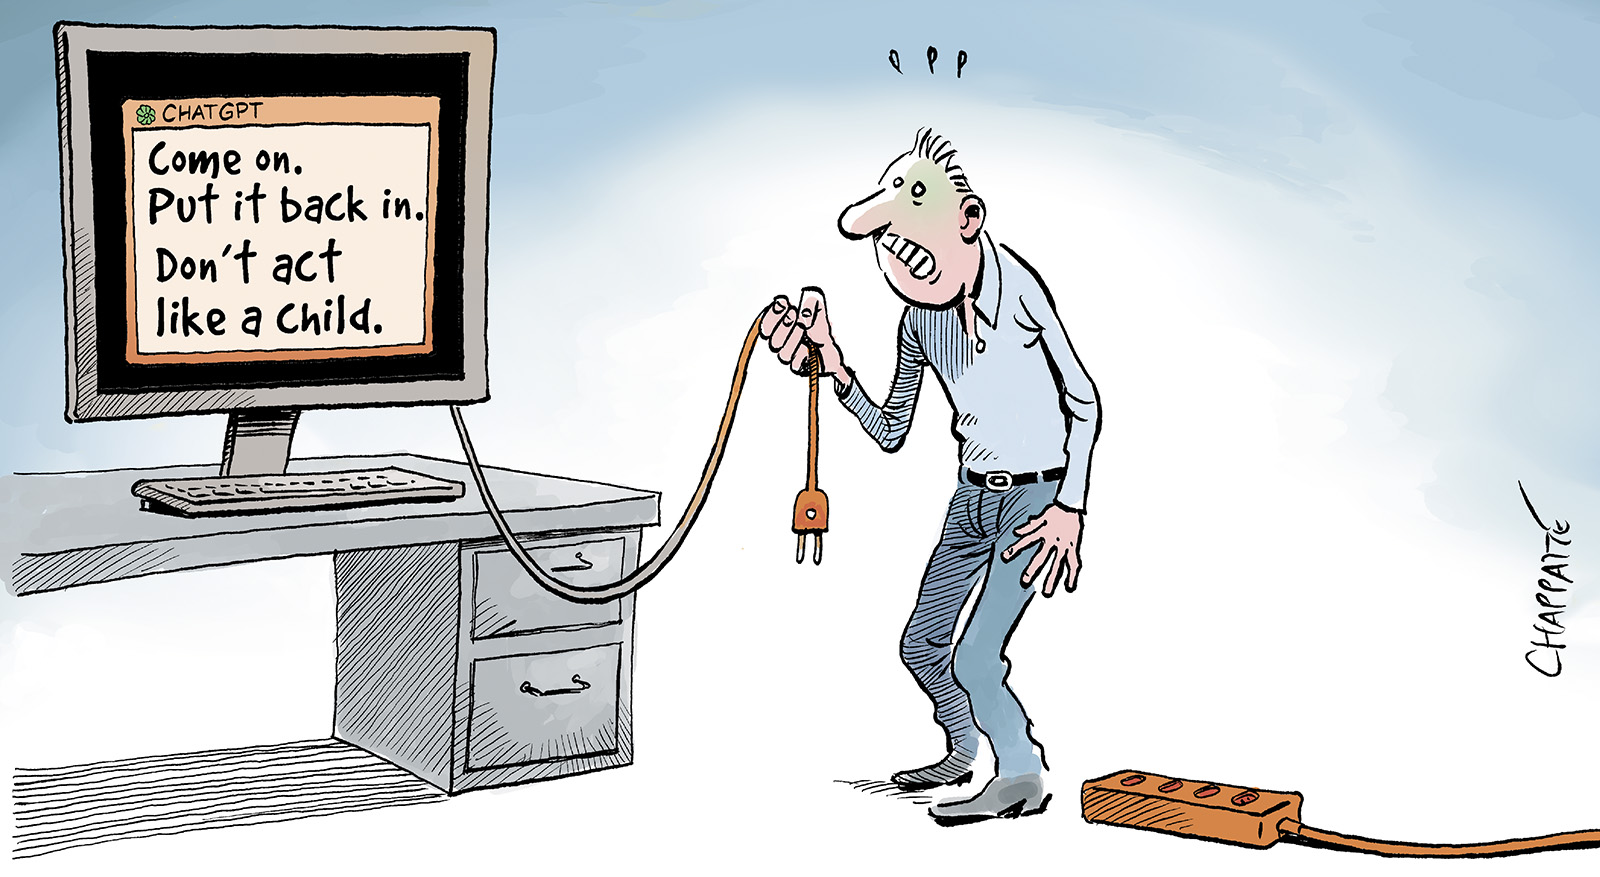 CHATGPT
Come on.
Put it back in.
Don't act
like a child.
CHAPPATTE